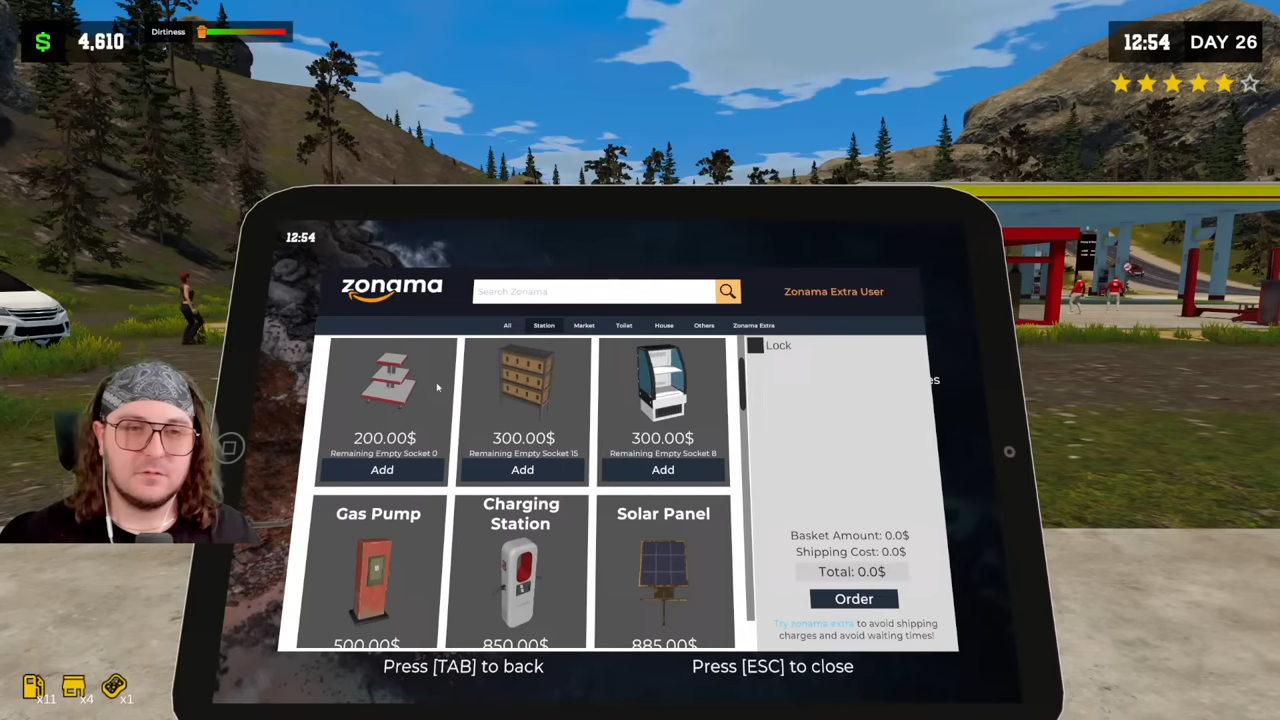 $ 4,610
Dirtiness
12:54 DAY 26
12:54
zonama
Search Zonama
Zonama Extra User
All Station Market Toilet House Others Zonama Extra
200.00$
Remaining Empty Socket 0
Add
300.00$
Remaining Empty Socket 15
Add
300.00$
Remaining Empty Socket 8
Add
Gas Pump
500.00$
Charging
Station
850.00$
Solar Panel
885.00$
Lock
es
Basket Amount: 0.0$
Shipping Cost: 0.0$
Total: 0.0$
Order
Try zonama extra to avoid shipping
charges and avoid waiting times!
Press [TAB] to back
Press [ESC] to close
x11
x4
x1